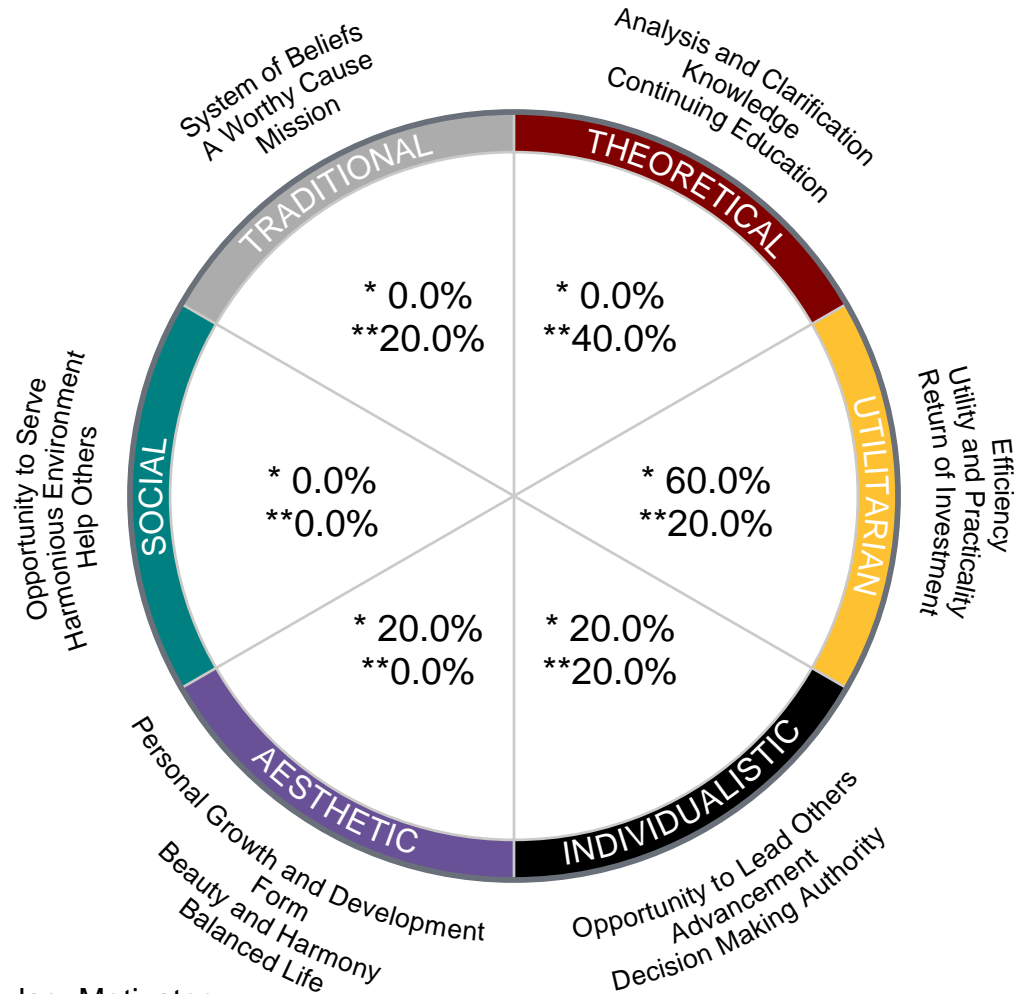 System of Beliefs
A Worthy Cause
Mission
Analysis and Clarification
Knowledge
Continuing Education
TRADITIONAL
THEORETICAL
* 0.0%
**20.0%
* 0.0%
**40.0%
Opportunity to Serve
Harmonious Environment
Help Others
SOCIAL
* 0.0%
**0.0%
* 60.0%
**20.0%
UTILITARIAN
Efficiency
Utility and Practicality
Return of Investment
* 20.0%
**0.0%
* 20.0%
**20.0%
AESTHETIC
INDIVIDUALISTIC
Personal Growth and Development
Form
Beauty and Harmony
Balanced Life
Opportunity to Lead Others
Advancement
Decision Making Authority